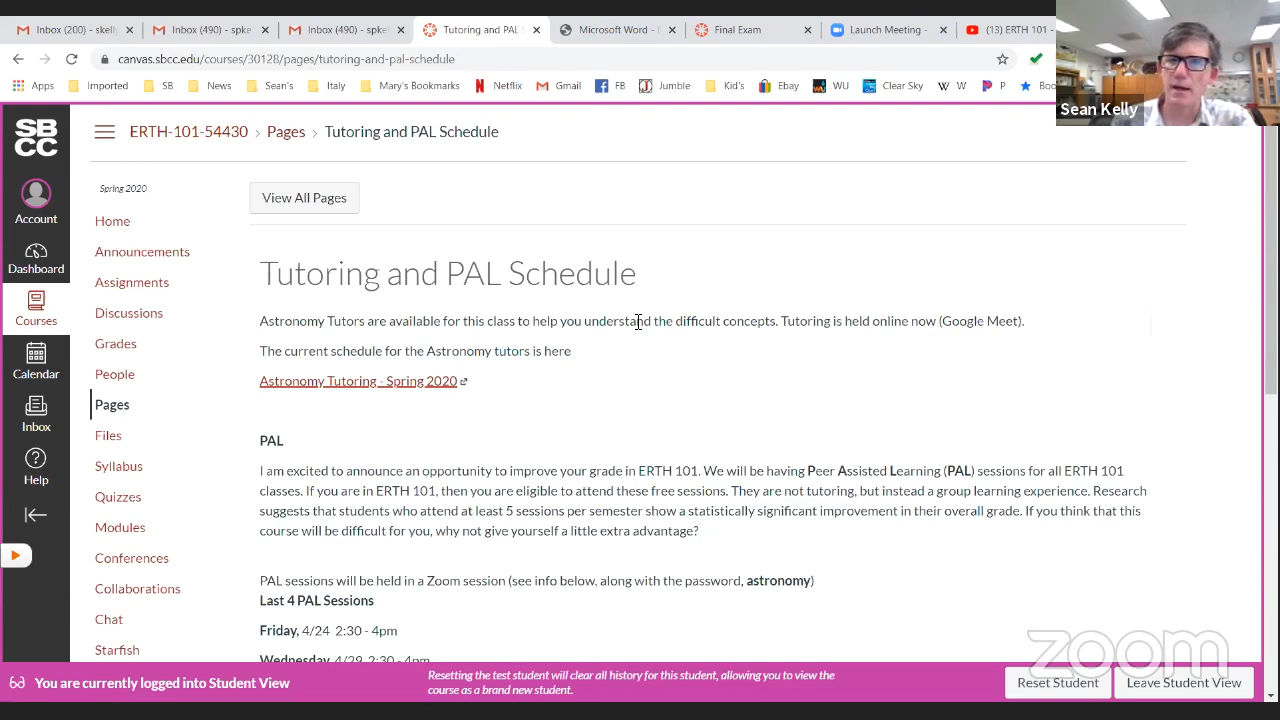 Inbox (200) - skelly
Inbox (490) - spke
Inbox (490) - spkel
Tutoring and PAL S
Microsoft Word - E
Final Exam
Launch Meeting -
(13) ERTH 101 -
canvas.sbcc.edu/courses/30128/pages/tutoring-and-pal-schedule
Apps
Imported
SB
News
Sean"s
Italy
Mary's Bookmarks
Netflix
Gmail
FB
Jumble
Kid's
Ebay
WU
Clear Sky
W
P
Boo
Sean Kelly
SB
CC
ERTH-101-54430 › Pages › Tutoring and PAL Schedule
Account
Dashboard
Courses
Calendar
Inbox
Help
Spring 2020
Home
Announcements
Assignments
Discussions
Grades
People
Pages
Files
Syllabus
Quizzes
Modules
Conferences
Collaborations
Chat
Starfish
View All Pages
Tutoring and PAL Schedule
Astronomy Tutors are available for this class to help you understand the difficult concepts. Tutoring is held online now (Google Meet).
The current schedule for the Astronomy tutors is here
Astronomy Tutoring - Spring 2020
PAL
I am excited to announce an opportunity to improve your grade in ERTH 101. We will be having Peer Assisted Learning (PAL) sessions for all ERTH 101
classes. If you are in ERTH 101, then you are eligible to attend these free sessions. They are not tutoring, but instead a group learning experience. Research
suggests that students who attend at least 5 sessions per semester show a statistically significant improvement in their overall grade. If you think that this
course will be difficult for you, why not give yourself a little extra advantage?
PAL sessions will be held in a Zoom session (see info below, along with the password, astronomy)
Last 4 PAL Sessions
Friday, 4/24 2:30 - 4pm
Wednesday 4/29 2:30 - 4pm
zoom
You are currently logged into Student View
Resetting the test student will clear all history for this student, allowing you to view the
course as a brand new student.
Reset Student
Leave Student View